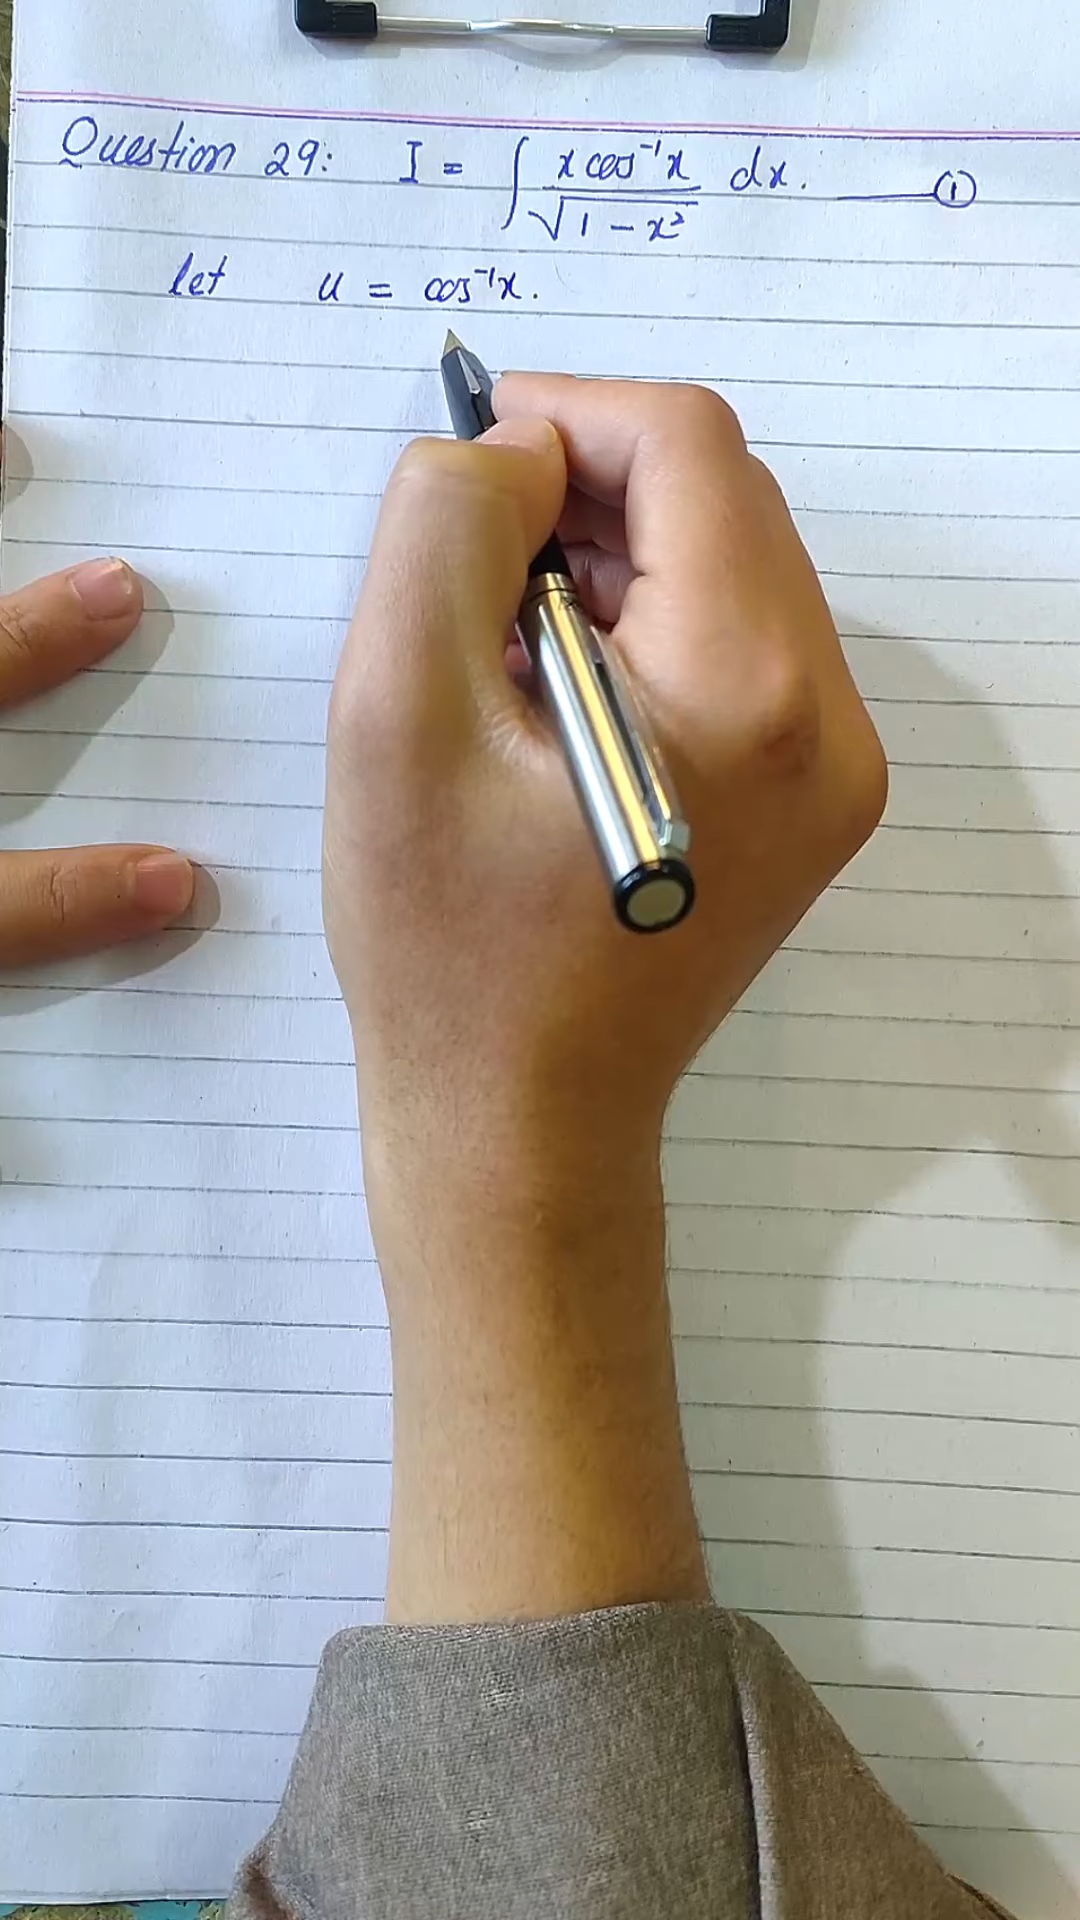 Question 29: I = ∫ x cos⁻¹x / √(1 − x²) dx. ——— ①
let u = cos⁻¹x.